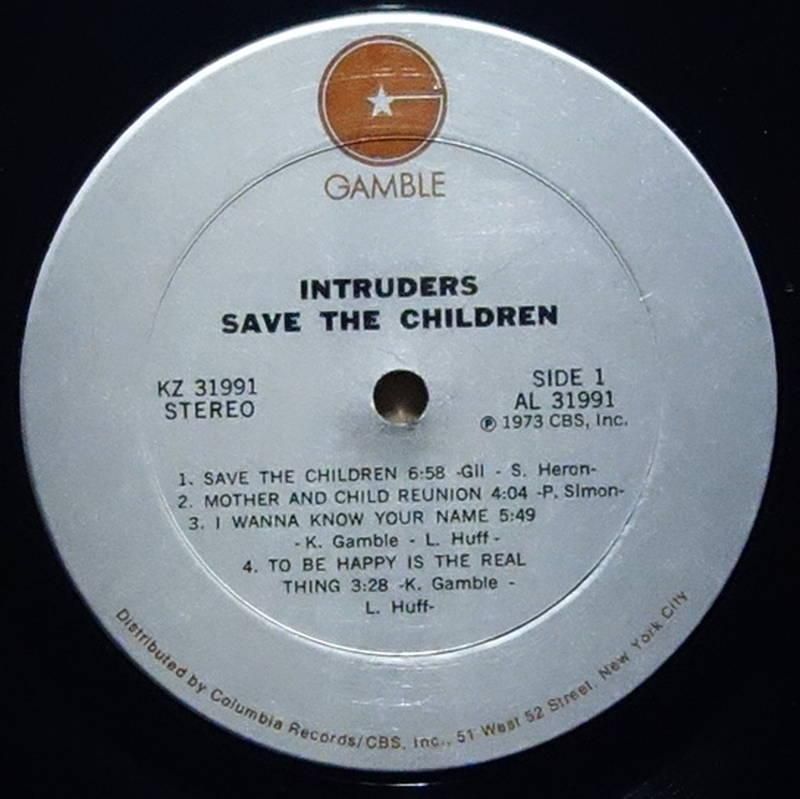 GAMBLE
INTRUDERS
SAVE THE CHILDREN
KZ 31991
STEREO
SIDE 1
AL 31991
℗ 1973 CBS, Inc.
1. SAVE THE CHILDREN 6:58 -Gil - S. Heron-
2. MOTHER AND CHILD REUNION 4:04 -P. Simon-
3. I WANNA KNOW YOUR NAME 5:49
- K. Gamble - L. Huff -
4. TO BE HAPPY IS THE REAL
THING 3:28 -K. Gamble -
L. Huff-
Distributed by Columbia Records/CBS, Inc., 51 West 52 Street, New York City